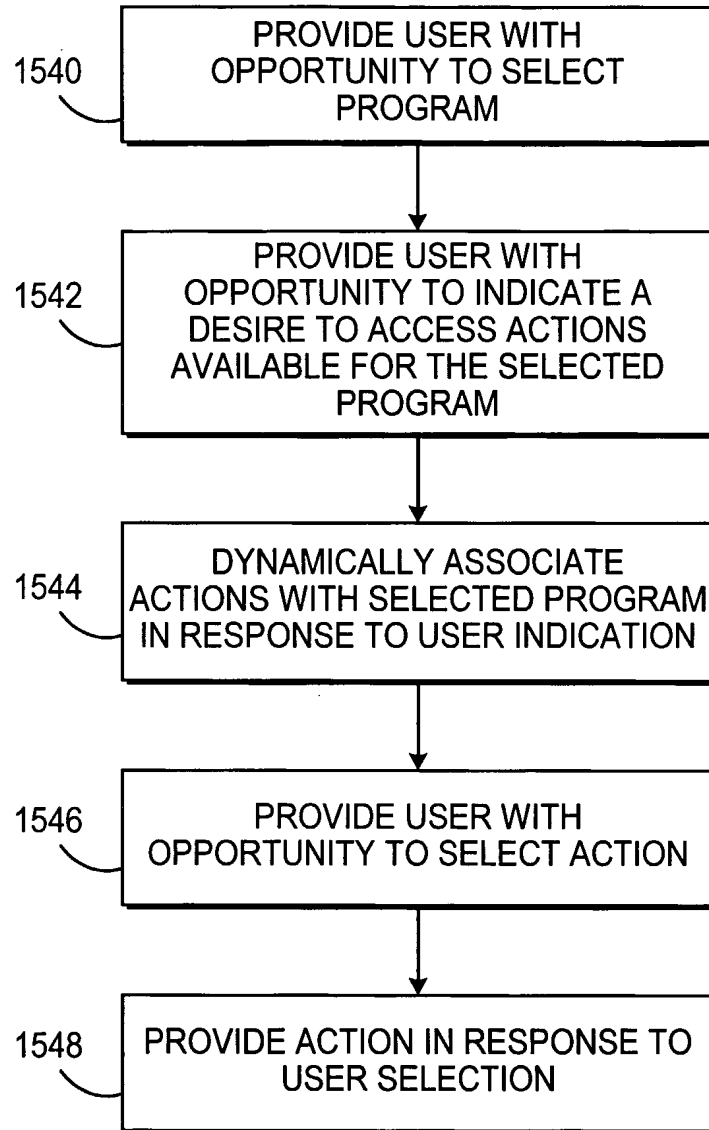 1540
PROVIDE USER WITH
OPPORTUNITY TO SELECT
PROGRAM
1542
PROVIDE USER WITH
OPPORTUNITY TO INDICATE A
DESIRE TO ACCESS ACTIONS
AVAILABLE FOR THE SELECTED
PROGRAM
1544
DYNAMICALLY ASSOCIATE
ACTIONS WITH SELECTED PROGRAM
IN RESPONSE TO USER INDICATION
1546
PROVIDE USER WITH
OPPORTUNITY TO SELECT ACTION
1548
PROVIDE ACTION IN RESPONSE TO
USER SELECTION